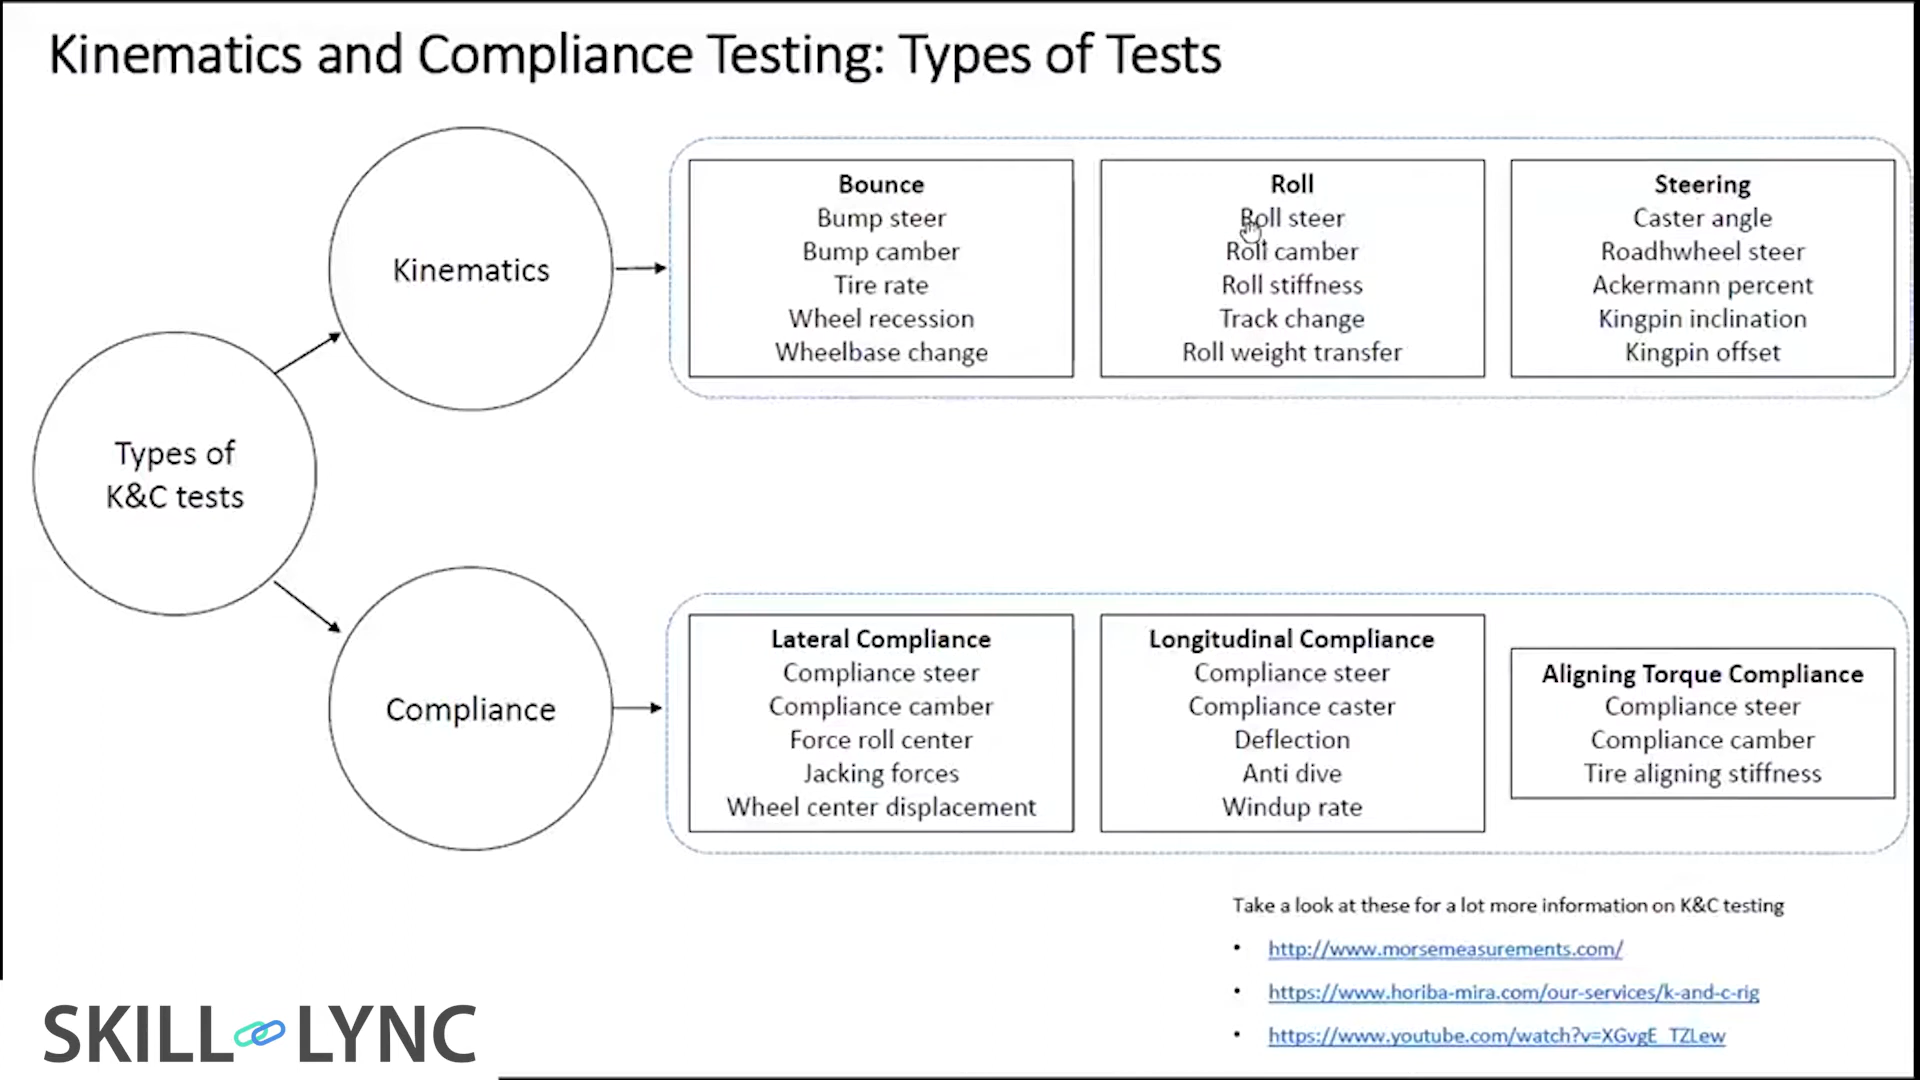 Kinematics and Compliance Testing: Types of Tests
Types of
K&C tests
Kinematics
Bounce
Bump steer
Bump camber
Tire rate
Wheel recession
Wheelbase change
Roll
Roll steer
Roll camber
Roll stiffness
Track change
Roll weight transfer
Steering
Caster angle
Roadhwheel steer
Ackermann percent
Kingpin inclination
Kingpin offset
Compliance
Lateral Compliance
Compliance steer
Compliance camber
Force roll center
Jacking forces
Wheel center displacement
Longitudinal Compliance
Compliance steer
Compliance caster
Deflection
Anti dive
Windup rate
Aligning Torque Compliance
Compliance steer
Compliance camber
Tire aligning stiffness
Take a look at these for a lot more information on K&C testing
• http://www.morsemeasurements.com/
• https://www.horiba-mira.com/our-services/k-and-c-rig
• https://www.youtube.com/watch?v=XGvgE_TZLew
SKILL LYNC